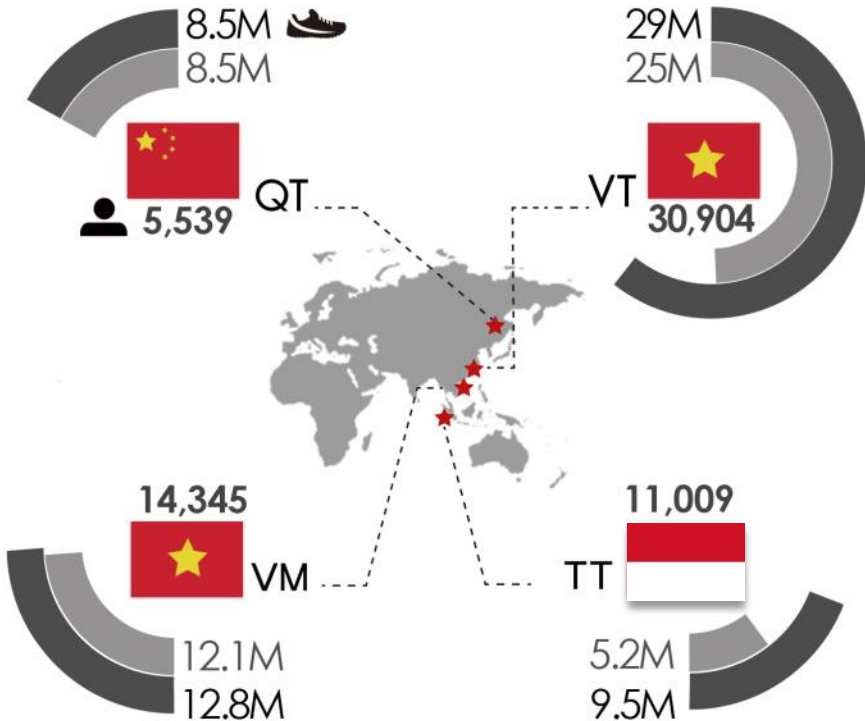 8.5M
8.5M
QT
5,539
29M
25M
VT
30,904
14,345
VM
12.1M
12.8M
11,009
TT
5.2M
9.5M